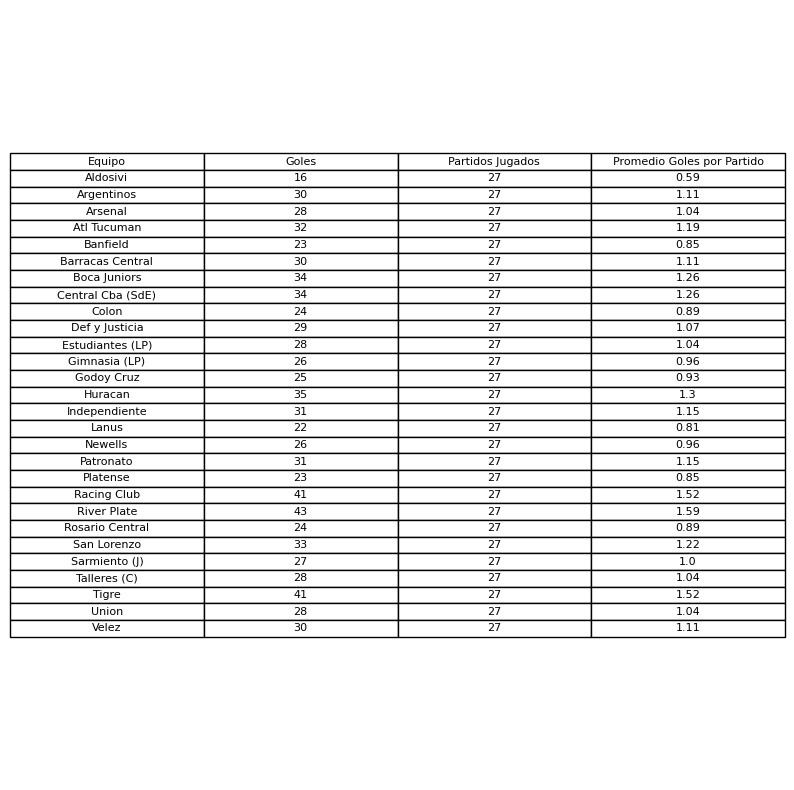 Equipo Goles Partidos Jugados Promedio Goles por Partido
Aldosivi 16 27 0.59
Argentinos 30 27 1.11
Arsenal 28 27 1.04
Atl Tucuman 32 27 1.19
Banfield 23 27 0.85
Barracas Central 30 27 1.11
Boca Juniors 34 27 1.26
Central Cba (SdE) 34 27 1.26
Colon 24 27 0.89
Def y Justicia 29 27 1.07
Estudiantes (LP) 28 27 1.04
Gimnasia (LP) 26 27 0.96
Godoy Cruz 25 27 0.93
Huracan 35 27 1.3
Independiente 31 27 1.15
Lanus 22 27 0.81
Newells 26 27 0.96
Patronato 31 27 1.15
Platense 23 27 0.85
Racing Club 41 27 1.52
River Plate 43 27 1.59
Rosario Central 24 27 0.89
San Lorenzo 33 27 1.22
Sarmiento (J) 27 27 1.0
Talleres (C) 28 27 1.04
Tigre 41 27 1.52
Union 28 27 1.04
Velez 30 27 1.11